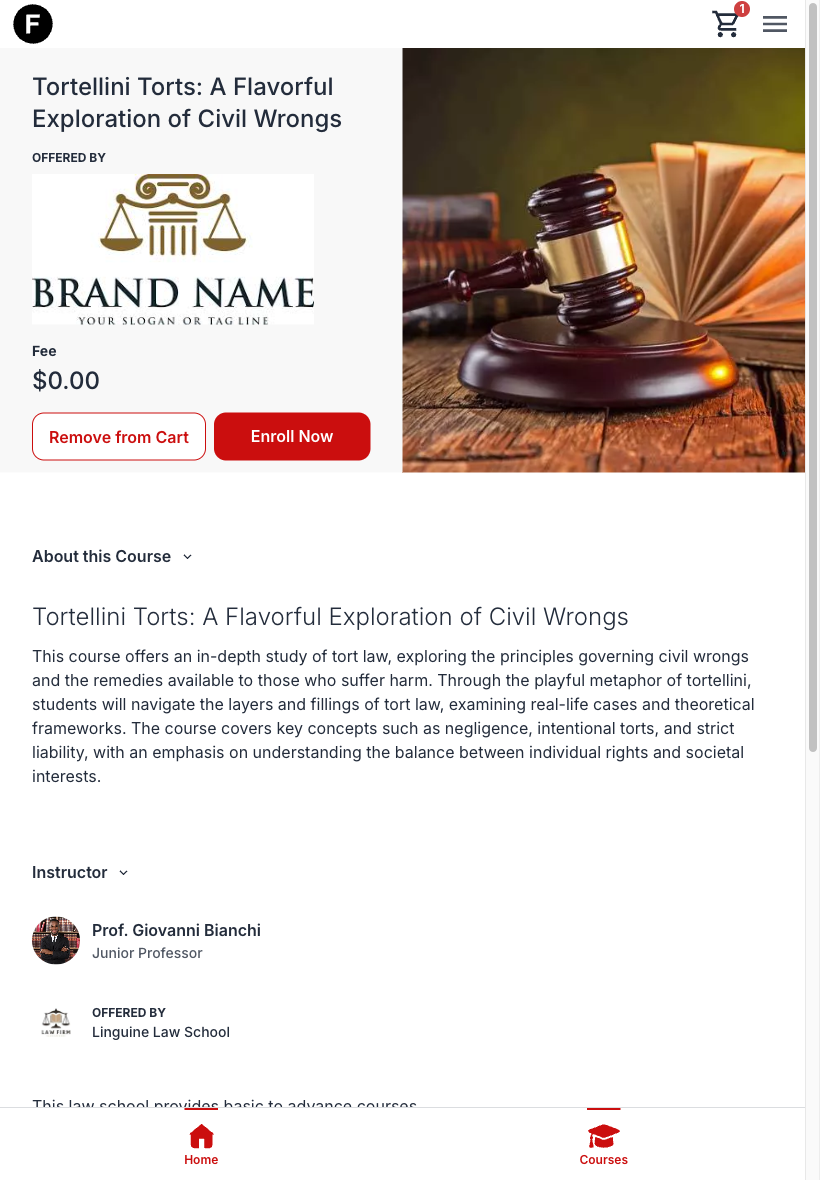 F
1
Tortellini Torts: A Flavorful
Exploration of Civil Wrongs
OFFERED BY
BRAND NAME
YOUR SLOGAN OR TAG LINE
Fee
$0.00
Remove from Cart
Enroll Now
About this Course
Tortellini Torts: A Flavorful Exploration of Civil Wrongs
This course offers an in-depth study of tort law, exploring the principles governing civil wrongs
and the remedies available to those who suffer harm. Through the playful metaphor of tortellini,
students will navigate the layers and fillings of tort law, examining real-life cases and theoretical
frameworks. The course covers key concepts such as negligence, intentional torts, and strict
liability, with an emphasis on understanding the balance between individual rights and societal
interests.
Instructor
Prof. Giovanni Bianchi
Junior Professor
LAW FIRM
OFFERED BY
Linguine Law School
This law school provides basic to advance courses
Home
Courses